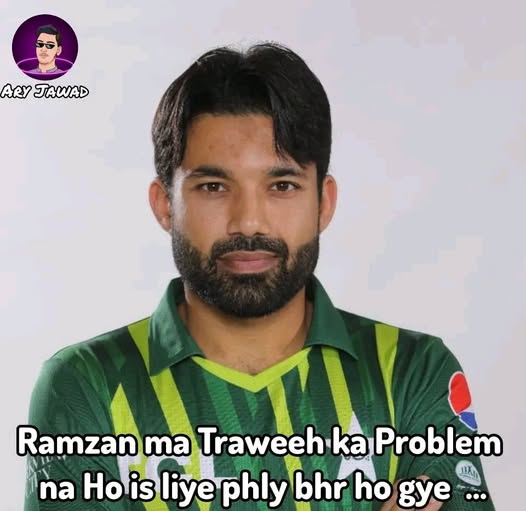 ARY JAWAD
Ramzan ma Traweeh ka Problem
na Ho is liye phly bhr ho gye ...